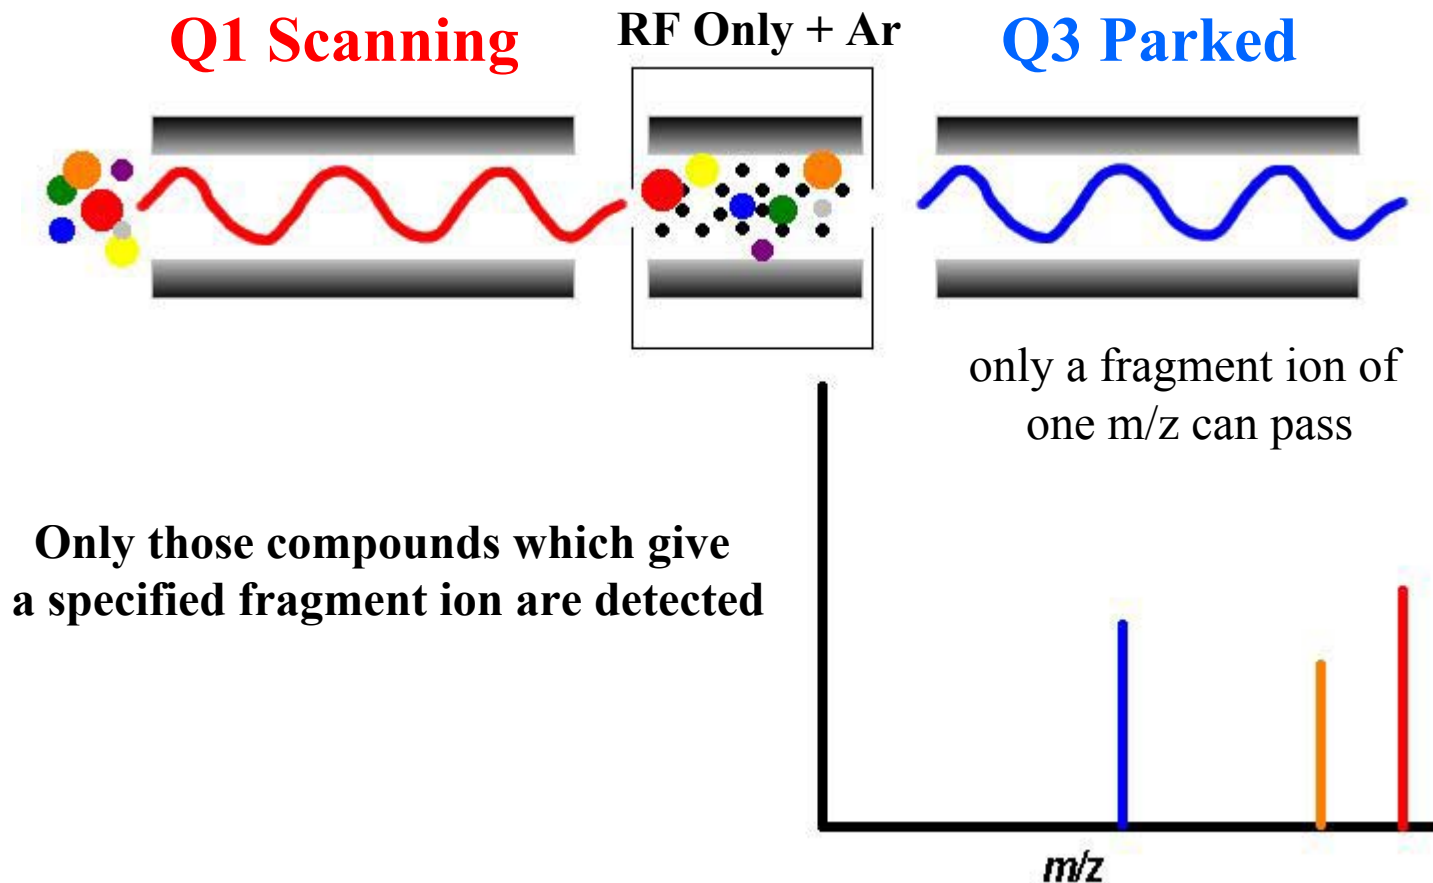 Q1 Scanning
RF Only + Ar
Q3 Parked
only a fragment ion of
one m/z can pass
Only those compounds which give
a specified fragment ion are detected
m/z